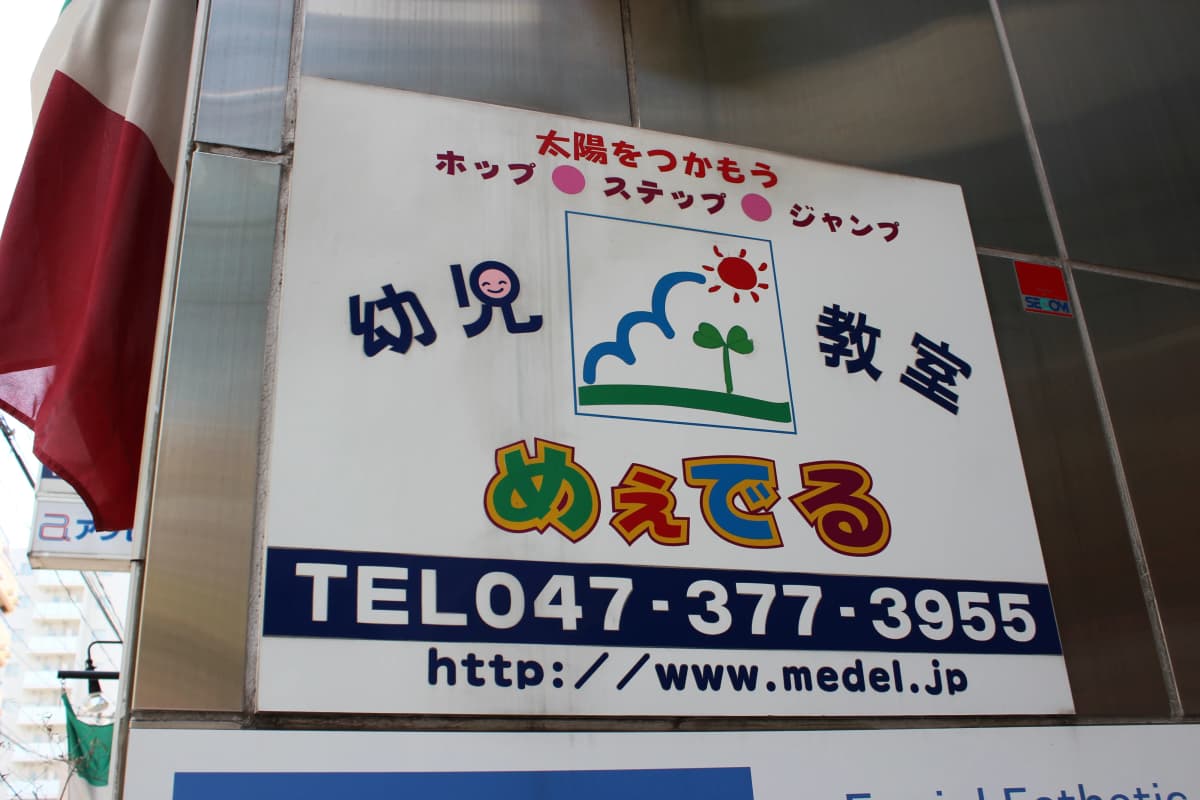 太陽をつかもう
ホップ●ステップ●ジャンプ
幼児 教室
めぇでる
TEL047-377-3955
http://www.medel.jp